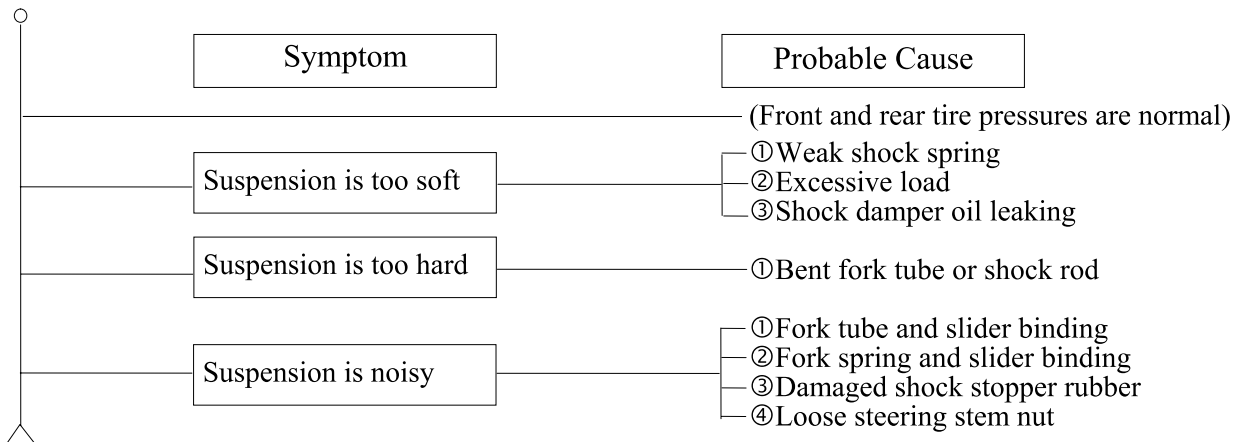 Symptom
Probable Cause
(Front and rear tire pressures are normal)
Suspension is too soft
①Weak shock spring
②Excessive load
③Shock damper oil leaking
Suspension is too hard
①Bent fork tube or shock rod
Suspension is noisy
①Fork tube and slider binding
②Fork spring and slider binding
③Damaged shock stopper rubber
④Loose steering stem nut